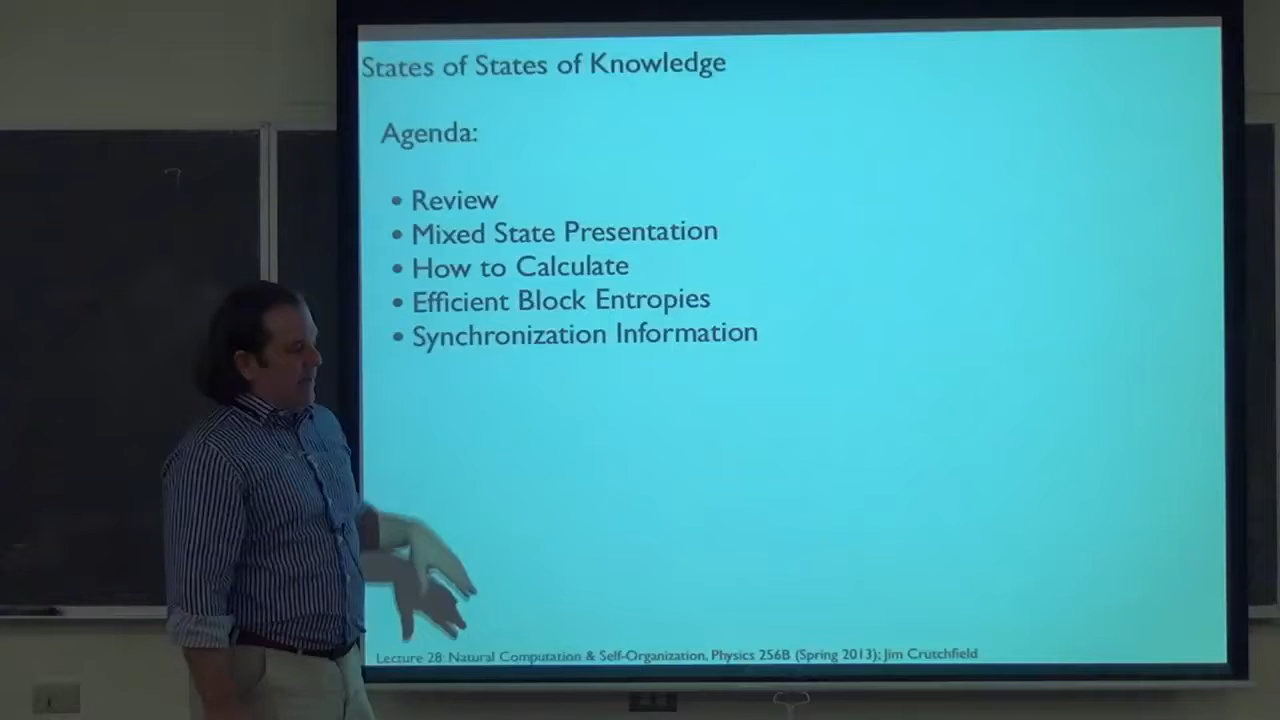 States of States of Knowledge
Agenda:
• Review
• Mixed State Presentation
• How to Calculate
• Efficient Block Entropies
• Synchronization Information
Lecture 28: Natural Computation & Self-Organization, Physics 256B (Spring 2013); Jim Crutchfield